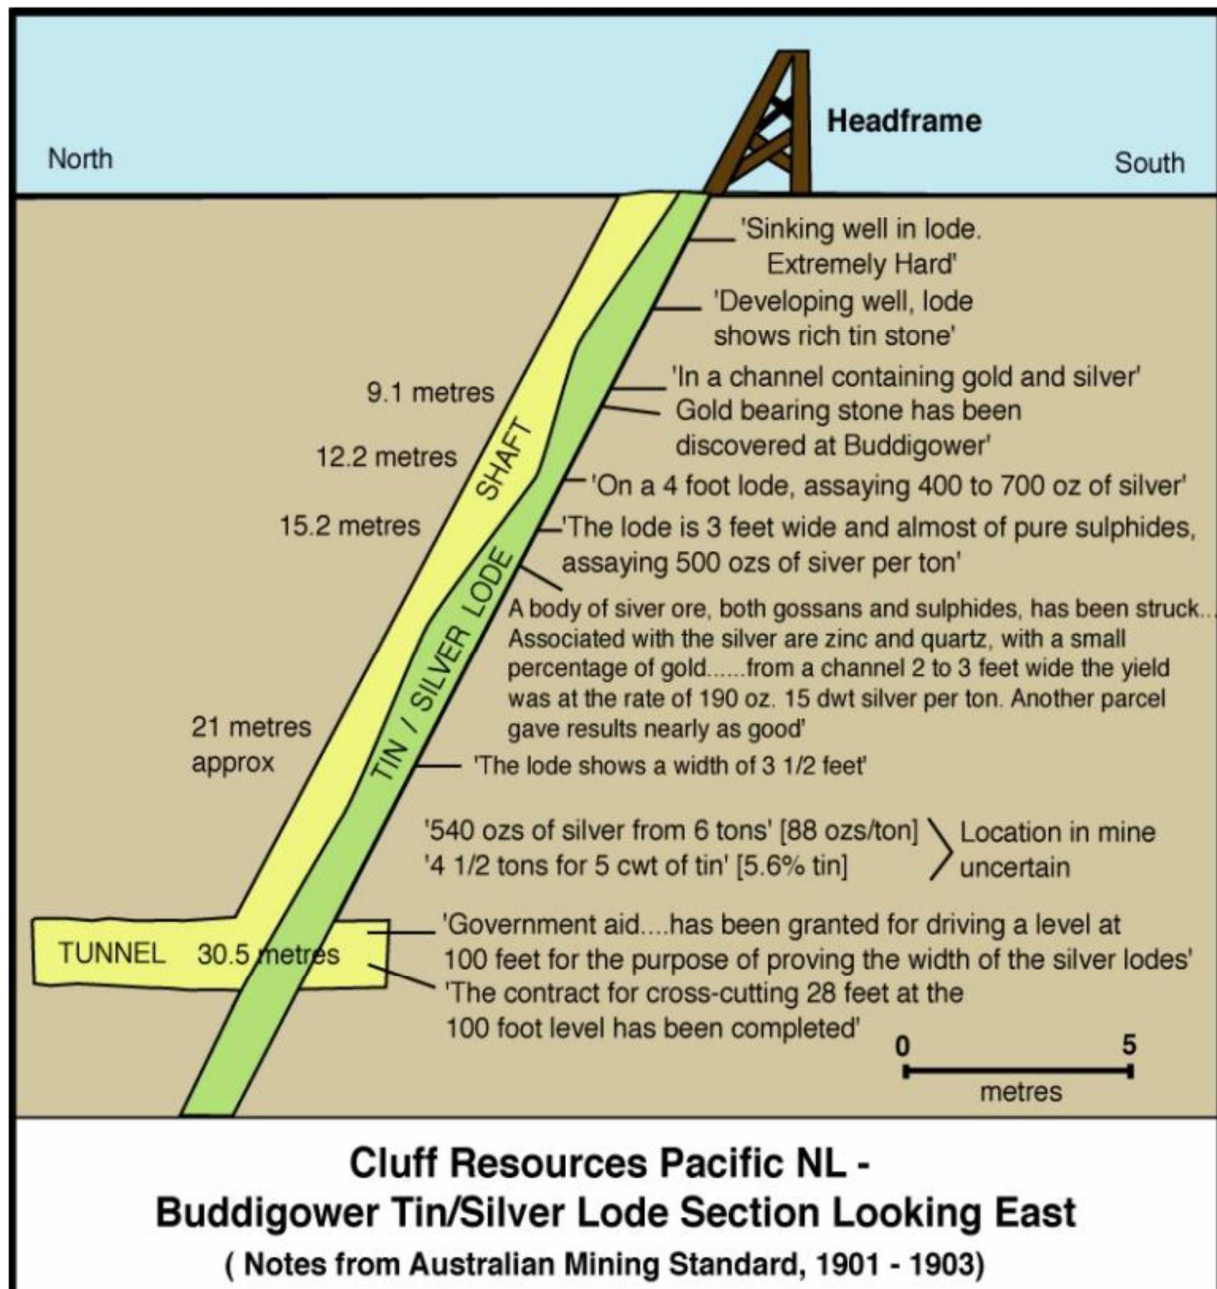 Headframe
North
South
'Sinking well in lode.
Extremely Hard'
'Developing well, lode
shows rich tin stone'
9.1 metres
'In a channel containing gold and silver'
Gold bearing stone has been
discovered at Buddigower'
12.2 metres
SHAFT
'On a 4 foot lode, assaying 400 to 700 oz of silver'
15.2 metres
'The lode is 3 feet wide and almost of pure sulphides,
assaying 500 ozs of siver per ton'
TIN / SILVER LODE
A body of siver ore, both gossans and sulphides, has been struck...
Associated with the silver are zinc and quartz, with a small
percentage of gold......from a channel 2 to 3 feet wide the yield
was at the rate of 190 oz. 15 dwt silver per ton. Another parcel
gave results nearly as good'
21 metres
approx
'The lode shows a width of 3 1/2 feet'
'540 ozs of silver from 6 tons' [88 ozs/ton]
'4 1/2 tons for 5 cwt of tin' [5.6% tin]
Location in mine
uncertain
TUNNEL 30.5 metres
'Government aid....has been granted for driving a level at
100 feet for the purpose of proving the width of the silver lodes'
'The contract for cross-cutting 28 feet at the
100 foot level has been completed'
0 5
metres
Cluff Resources Pacific NL -
Buddigower Tin/Silver Lode Section Looking East
( Notes from Australian Mining Standard, 1901 - 1903)